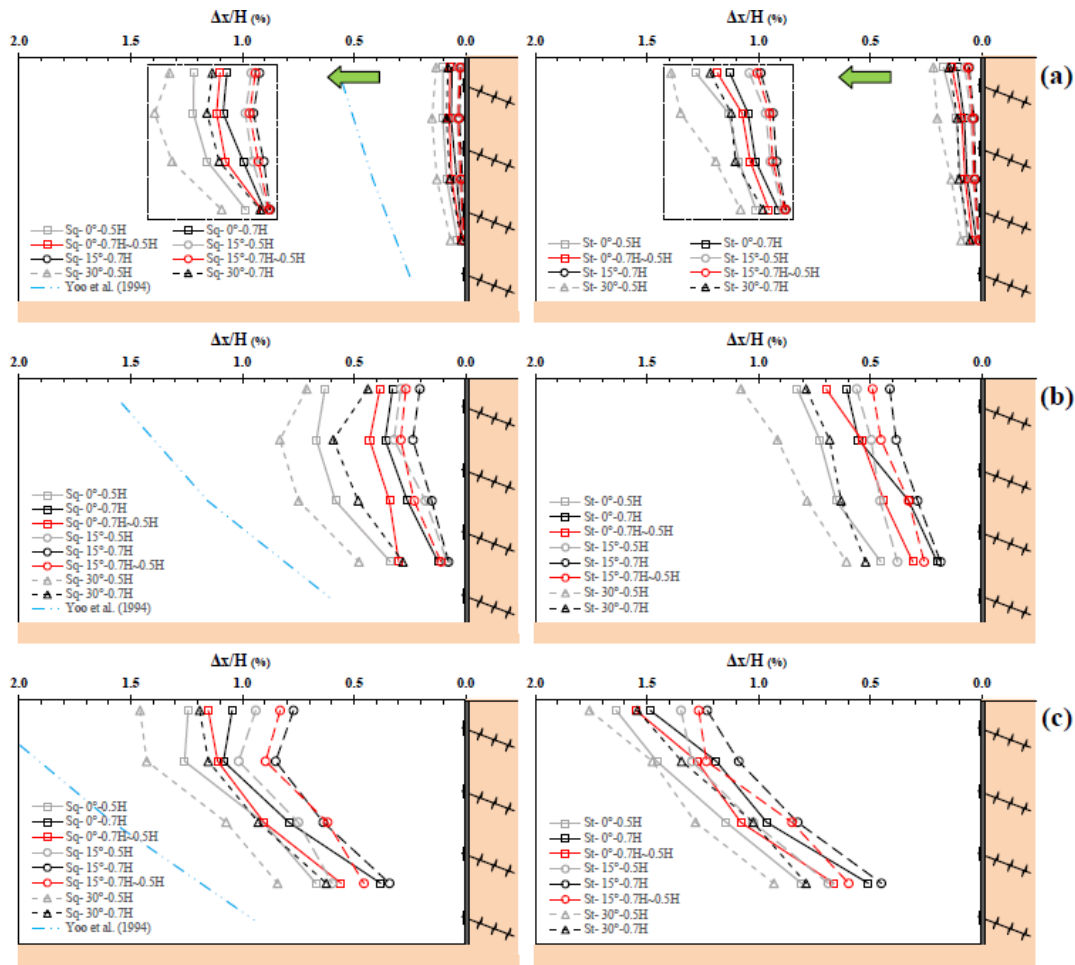 Δx/H (%)
2.0 1.5 1.0 0.5 0.0
Sq- 0°-0.5H Sq- 0°-0.7H
Sq- 0°-0.7H~0.5H Sq- 15°-0.5H
Sq- 15°-0.7H Sq- 15°-0.7H~0.5H
Sq- 30°-0.5H Sq- 30°-0.7H
Yoo et al. (1994)
Δx/H (%)
2.0 1.5 1.0 0.5 0.0
St- 0°-0.5H St- 0°-0.7H
St- 0°-0.7H~0.5H St- 15°-0.5H
St- 15°-0.7H St- 15°-0.7H~0.5H
St- 30°-0.5H St- 30°-0.7H
(a)
Δx/H (%)
2.0 1.5 1.0 0.5 0.0
Sq- 0°-0.5H
Sq- 0°-0.7H
Sq- 0°-0.7H~0.5H
Sq- 15°-0.5H
Sq- 15°-0.7H
Sq- 15°-0.7H~0.5H
Sq- 30°-0.5H
Sq- 30°-0.7H
Yoo et al. (1994)
Δx/H (%)
2.0 1.5 1.0 0.5 0.0
St- 0°-0.5H
St- 0°-0.7H
St- 0°-0.7H~0.5H
St- 15°-0.5H
St- 15°-0.7H
St- 15°-0.7H~0.5H
St- 30°-0.5H
St- 30°-0.7H
(b)
Δx/H (%)
2.0 1.5 1.0 0.5 0.0
Sq- 0°-0.5H
Sq- 0°-0.7H
Sq- 0°-0.7H~0.5H
Sq- 15°-0.5H
Sq- 15°-0.7H
Sq- 15°-0.7H~0.5H
Sq- 30°-0.5H
Sq- 30°-0.7H
Yoo et al. (1994)
Δx/H (%)
2.0 1.5 1.0 0.5 0.0
St- 0°-0.5H
St- 0°-0.7H
St- 0°-0.7H~0.5H
St- 15°-0.5H
St- 15°-0.7H
St- 15°-0.7H~0.5H
St- 30°-0.5H
St- 30°-0.7H
(c)